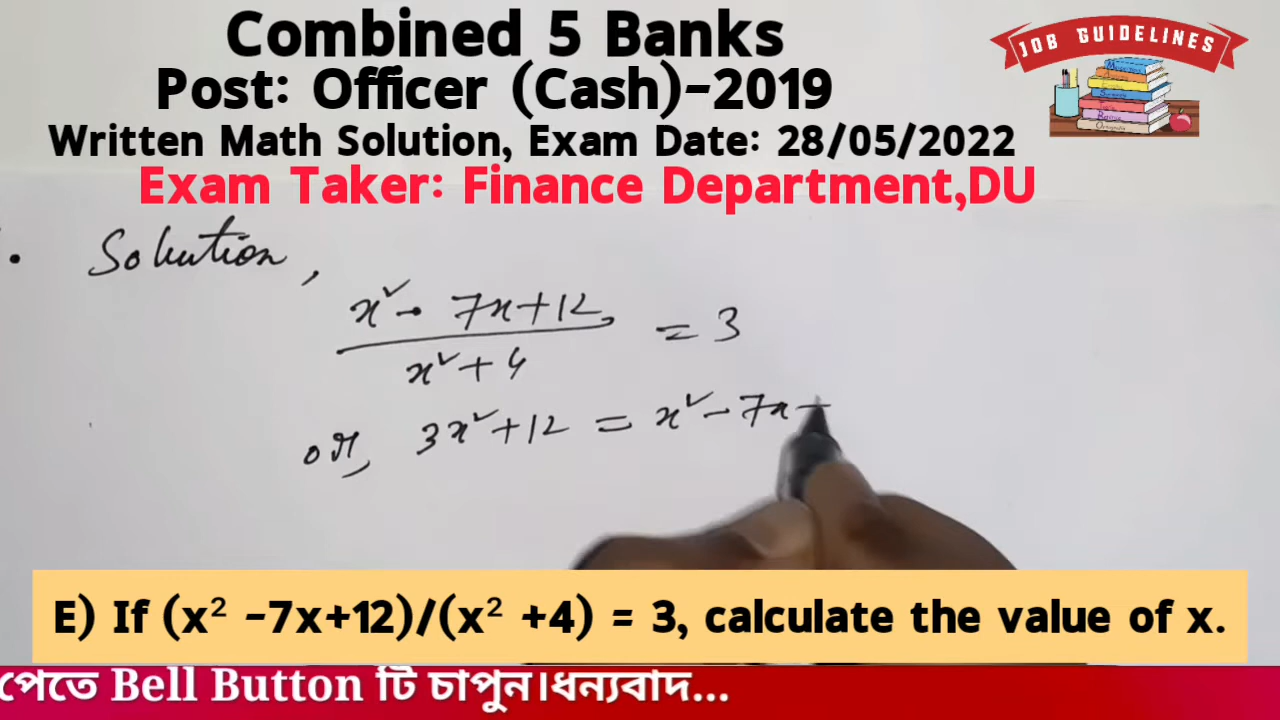 Combined 5 Banks
Post: Officer (Cash)-2019
Written Math Solution, Exam Date: 28/05/2022
Exam Taker: Finance Department,DU
JOB GUIDELINES
Solution,
x² - 7x+12 / x² + 4 = 3
or, 3x² + 12 = x² - 7x +
E) If (x² -7x+12)/(x² +4) = 3, calculate the value of x.
পেতে Bell Button টি চাপুন।ধন্যবাদ...